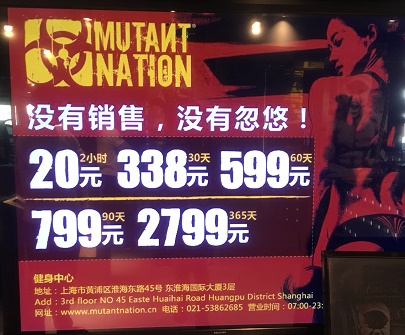 MUTANT
NATION
没有销售，没有忽悠！
20元 2小时 338元 30天 599元 60天
799元 90天 2799元 365天
健身中心
地址：上海市黄浦区淮海东路45号 东淮海国际大厦3层
Add : 3rd floor NO 45 Easte Huaihai Road Huangpu District Shanghai
网址：www.mutantnation.cn 电话：021-53862685 营业时间：07:00-23: